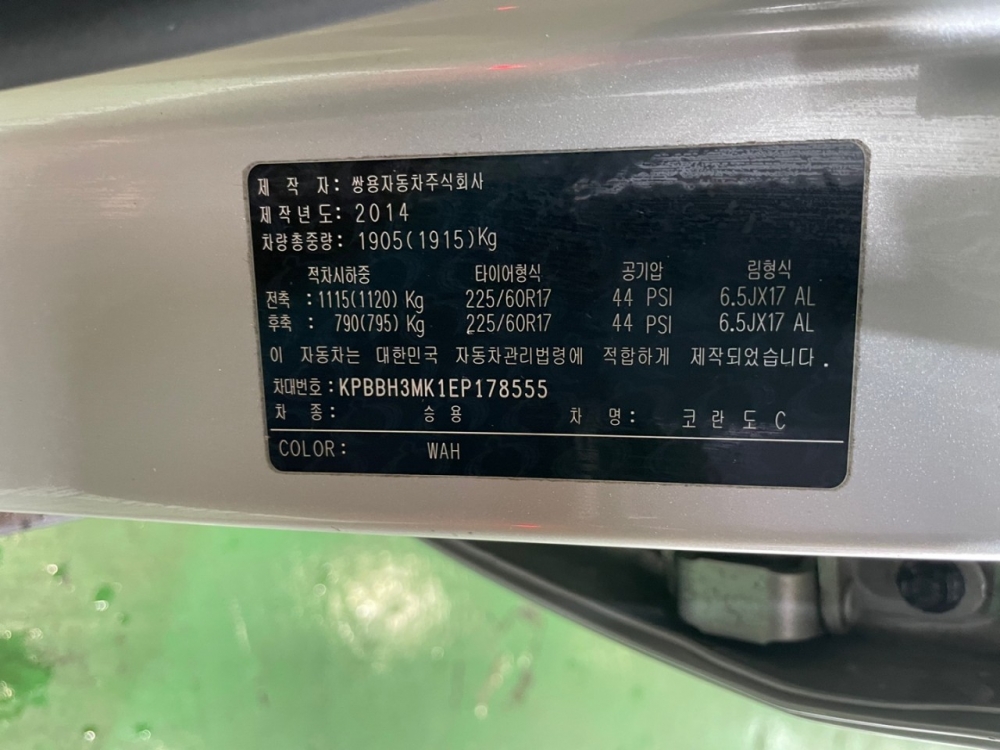 제 작 자: 쌍용자동차주식회사
제작년도: 2014
차량총중량: 1905(1915)Kg
적차시하중 타이어형식 공기압 림형식
전축 :1115(1120) Kg 225/60R17 44 PSI 6.5JX17 AL
후축 : 790(795) Kg 225/60R17 44 PSI 6.5JX17 AL
이 자동차는 대한민국 자동차관리법령에 적합하게 제작되었습니다.
차대번호:KPBBH3MK1EP178555
차 종: 승 용 차 명: 코 란 도 C
COLOR: WAH